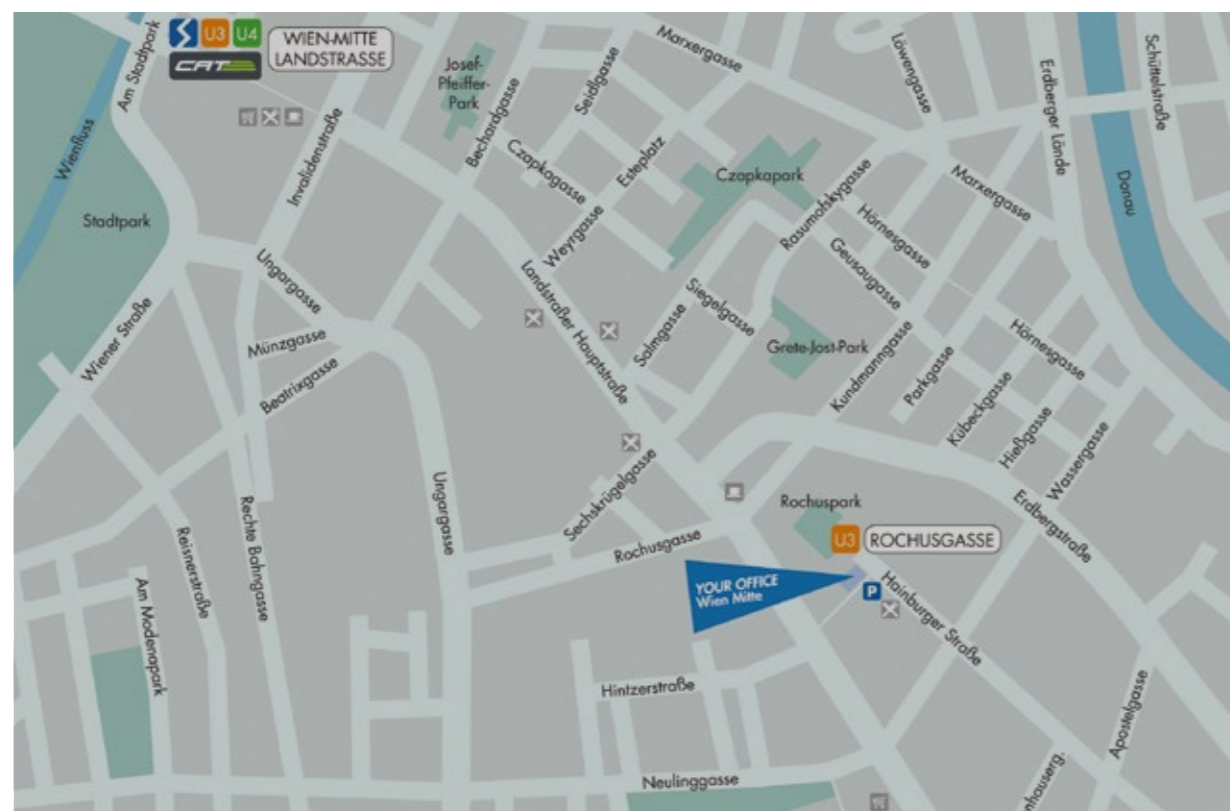 U3 U4
CAT
WIEN-MITTE
LANDSTRASSE
Am Stadtpark
Wienfluss
Stadtpark
Invalidenstraße
Josef-
Pfeiffer-
Park
Bechardgasse
Seidlgasse
Marxergasse
Löwengasse
Erdberger Lände
Schüttelstraße
Donau
Czapkagasse
Esteplatz
Czapkapark
Rasumolskygasse
Marxergasse
Hörnesgasse
Geusaugasse
Weyrgasse
Ungargasse
Landstraßer Hauptstraße
Siegelgasse
Salmgasse
Grete-Jost-Park
Hörnesgasse
Wiener Straße
Münzgasse
Beatrixgasse
Kundmanngasse
Parkgasse
Kübeckgasse
Hießgasse
Wassergasse
Ungargasse
Sechskrügelgasse
Rochusgasse
Rochuspark
U3 ROCHUSGASSE
Erdbergstraße
Rechte Bahngasse
Reisnerstraße
Am Modenapark
YOUR OFFICE
Wien Mitte
P
Hainburger Straße
Hintzerstraße
Apostelgasse
Neulinggasse
nhauserg.